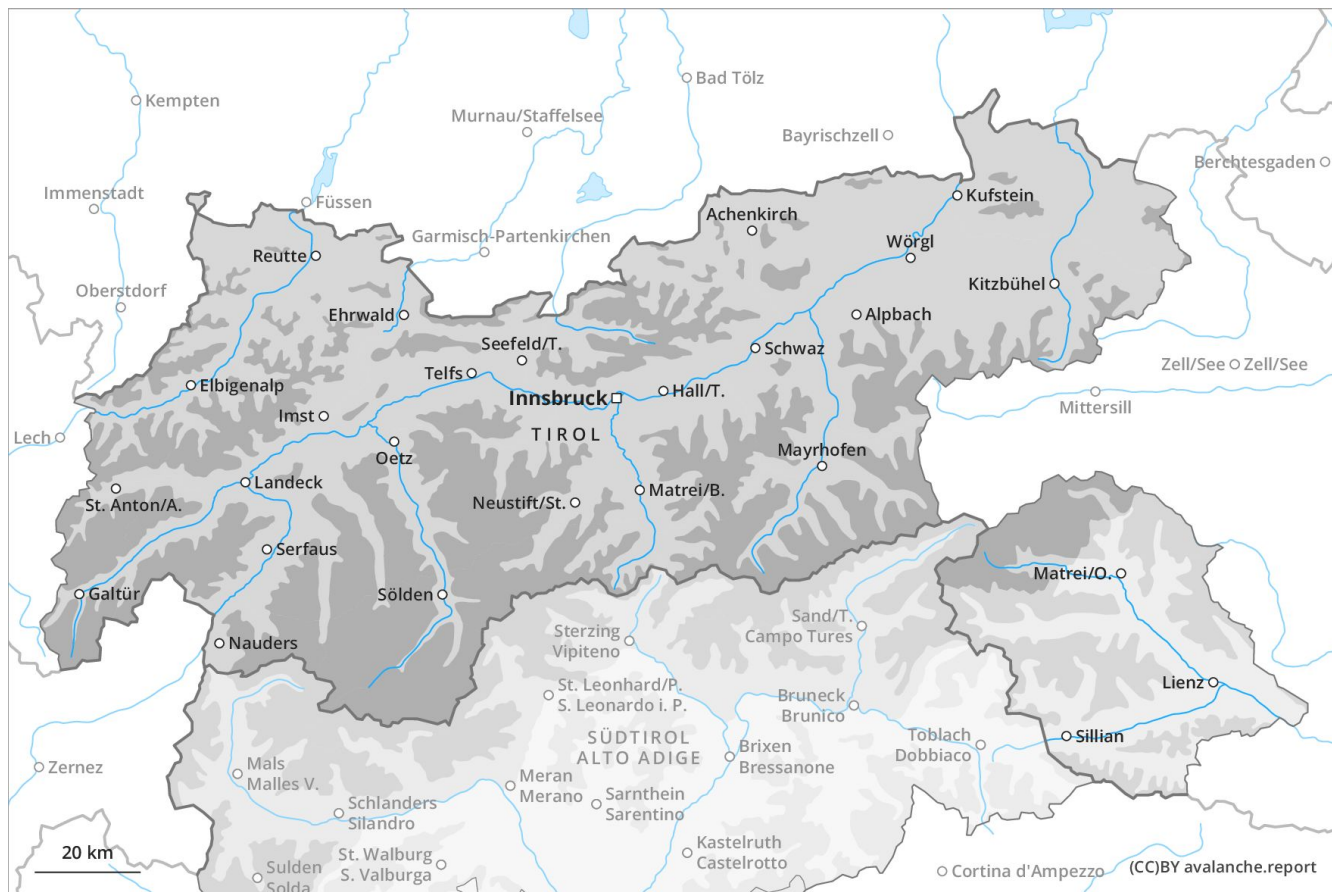 Bad Tölz
Kempten
Murnau/Staffelsee
Bayrischzell
Berchtesgaden
Immenstadt
Füssen
Kufstein
Achenkirch
Garmisch-Partenkirchen
Wörgl
Reutte
Kitzbühel
Oberstdorf
Ehrwald
Alpbach
Seefeld/T.
Schwaz
Zell/See
Zell/See
Telfs
Elbigenalp
Hall/T.
Innsbruck
Mittersill
Imst
TIROL
Lech
Oetz
Mayrhofen
Landeck
Matrei/B.
St. Anton/A.
Neustift/St.
Serfaus
Matrei/O.
Galtür
Sölden
Sand/T.
Campo Tures
Sterzing
Vipiteno
Nauders
Lienz
St. Leonhard/P.
S. Leonardo i. P.
Bruneck
Brunico
SÜDTIROL
ALTO ADIGE
Toblach
Dobbiaco
Sillian
Brixen
Bressanone
Zernez
Mals
Malles V.
Meran
Merano
Sarnthein
Sarentino
Schlanders
Silandro
Kastelruth
Castelrotto
20 km
St. Walburg
S. Valburga
Sulden
Solda
Cortina d'Ampezzo
(CC)BY avalanche.report